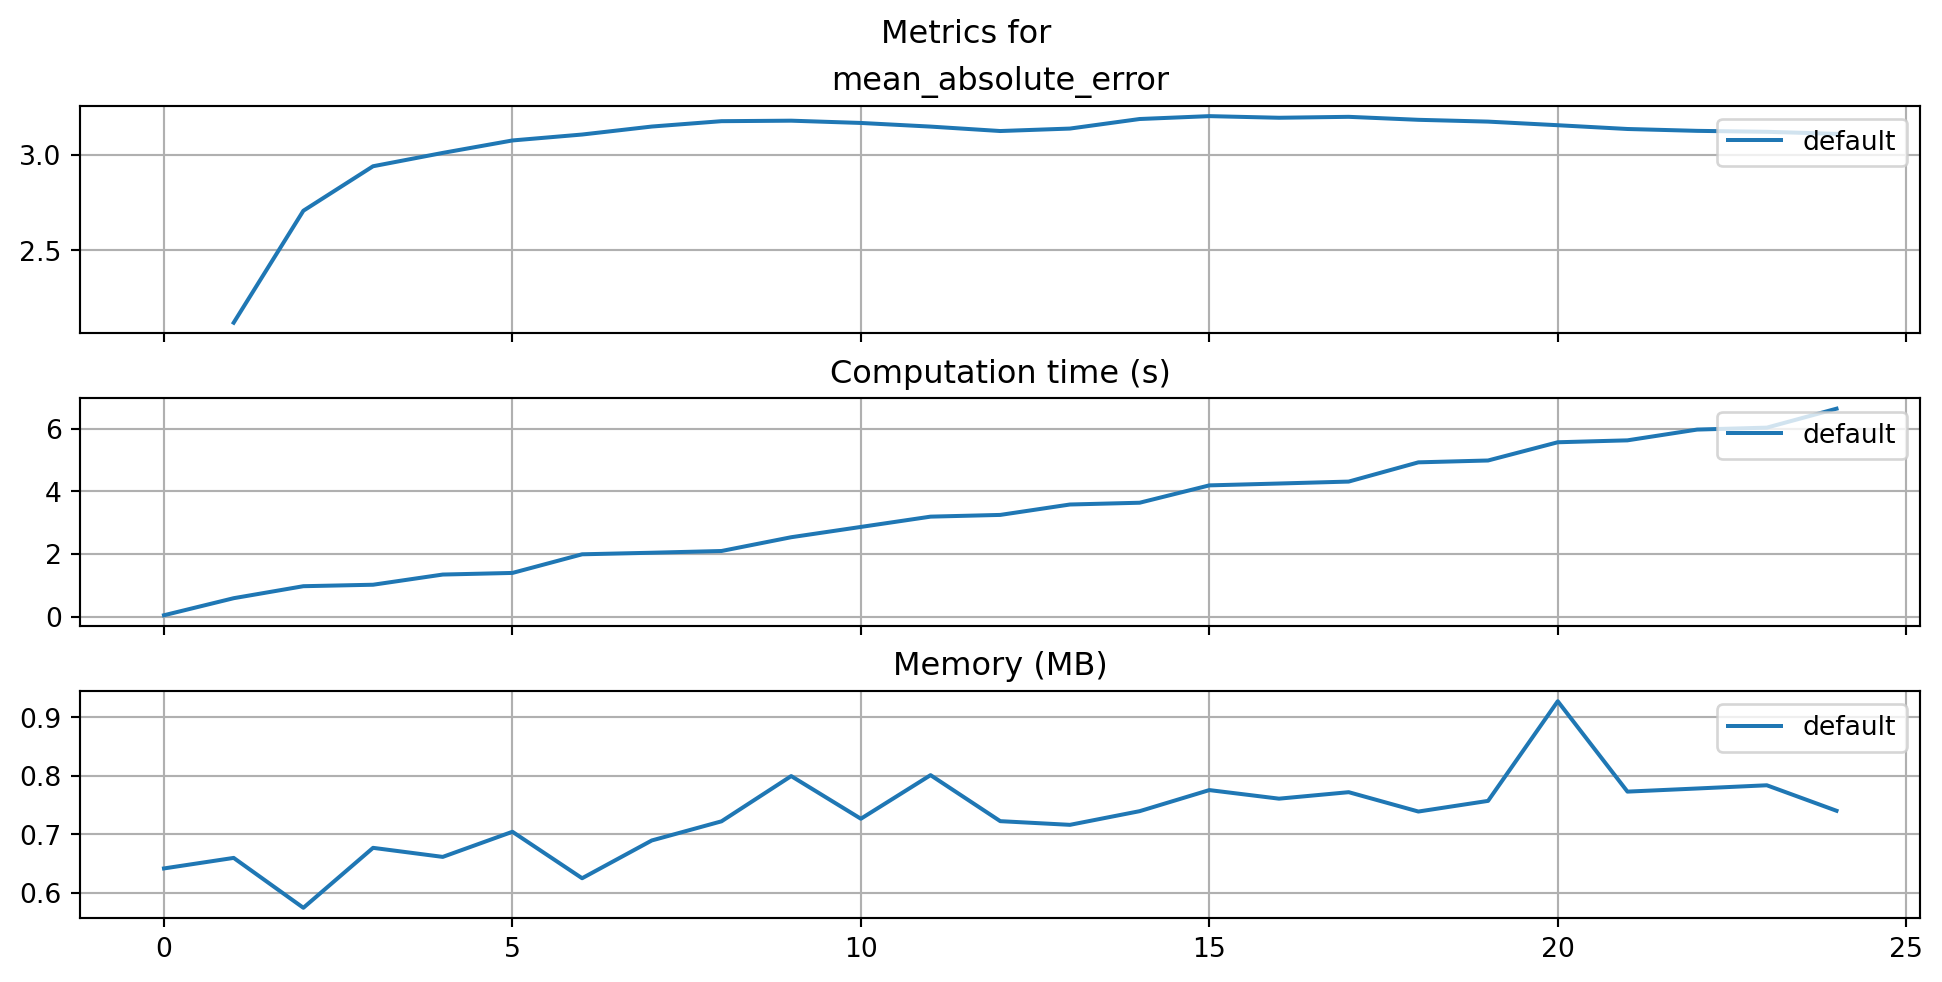 Metrics for
mean_absolute_error
3.0
2.5
default
Computation time (s)
6
4
2
0
default
Memory (MB)
0.9
0.8
0.7
0.6
default
0 5 10 15 20 25